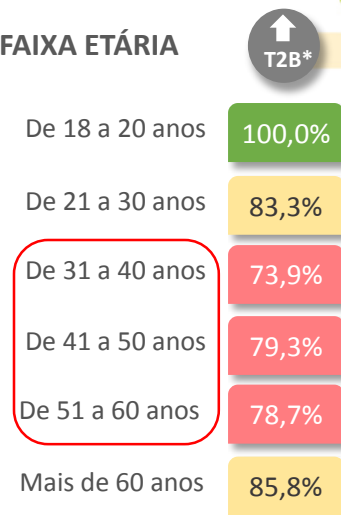 FAIXA ETÁRIA T2B*
De 18 a 20 anos 100,0%
De 21 a 30 anos 83,3%
De 31 a 40 anos 73,9%
De 41 a 50 anos 79,3%
De 51 a 60 anos 78,7%
Mais de 60 anos 85,8%